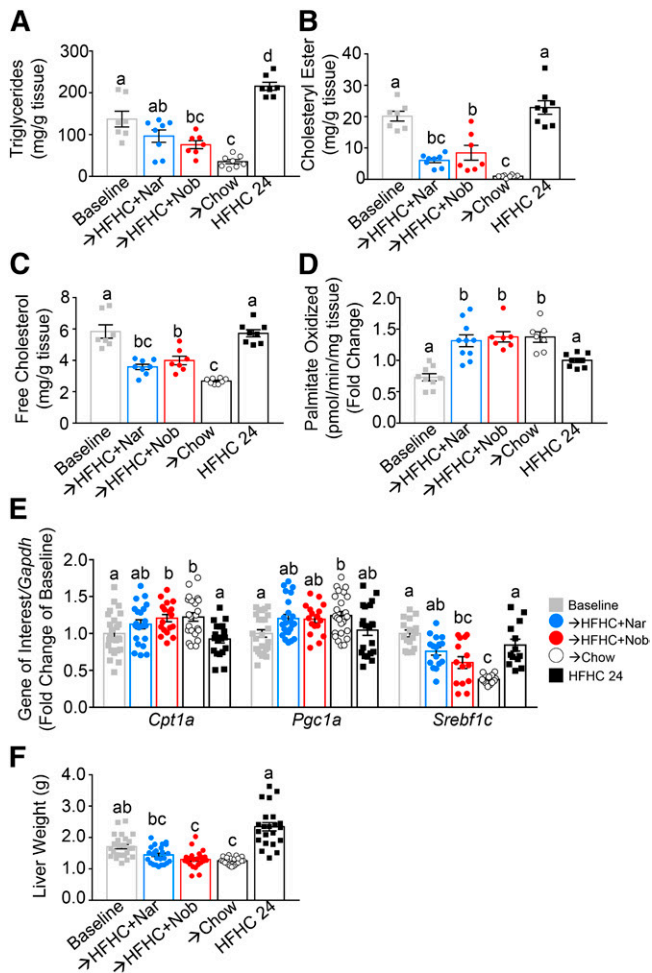 A
Triglycerides
(mg/g tissue)
300
200
100
0
a
ab
bc
c
d
Baseline
→HFHC+Nar
→HFHC+Nob
→Chow
HFHC 24
B
Cholesteryl Ester
(mg/g tissue)
40
30
20
10
0
a
bc
b
c
a
Baseline
→HFHC+Nar
→HFHC+Nob
→Chow
HFHC 24
C
Free Cholesterol
(mg/g tissue)
8
6
4
2
0
a
bc
b
c
a
Baseline
→HFHC+Nar
→HFHC+Nob
→Chow
HFHC 24
D
Palmitate Oxidized
(pmol/min/mg tissue)
(Fold Change)
2.0
1.5
1.0
0.5
0
a
b
b
b
a
Baseline
→HFHC+Nar
→HFHC+Nob
→Chow
HFHC 24
E
Gene of Interest/Gapdh
(Fold Change of Baseline)
2.0
1.5
1.0
0.5
0
a ab b b a
a ab ab b ab
a ab bc c a
Cpt1a Pgc1a Srebf1c
Baseline
→HFHC+Nar
→HFHC+Nob
→Chow
HFHC 24
F
Liver Weight (g)
4.0
3.0
2.0
1.0
0.0
ab
bc
c
c
a
Baseline
→HFHC+Nar
→HFHC+Nob
→Chow
HFHC 24